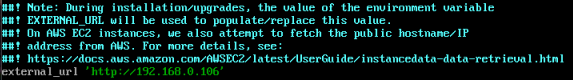 ##! Note: During installation/upgrades, the value of the environment variable
##! EXTERNAL_URL will be used to populate/replace this value.
##! On AWS EC2 instances, we also attempt to fetch the public hostname/IP
##! address from AWS. For more details, see:
##! https://docs.aws.amazon.com/AWSEC2/latest/UserGuide/instancedata-data-retrieval.html
external_url 'http://192.168.0.106'